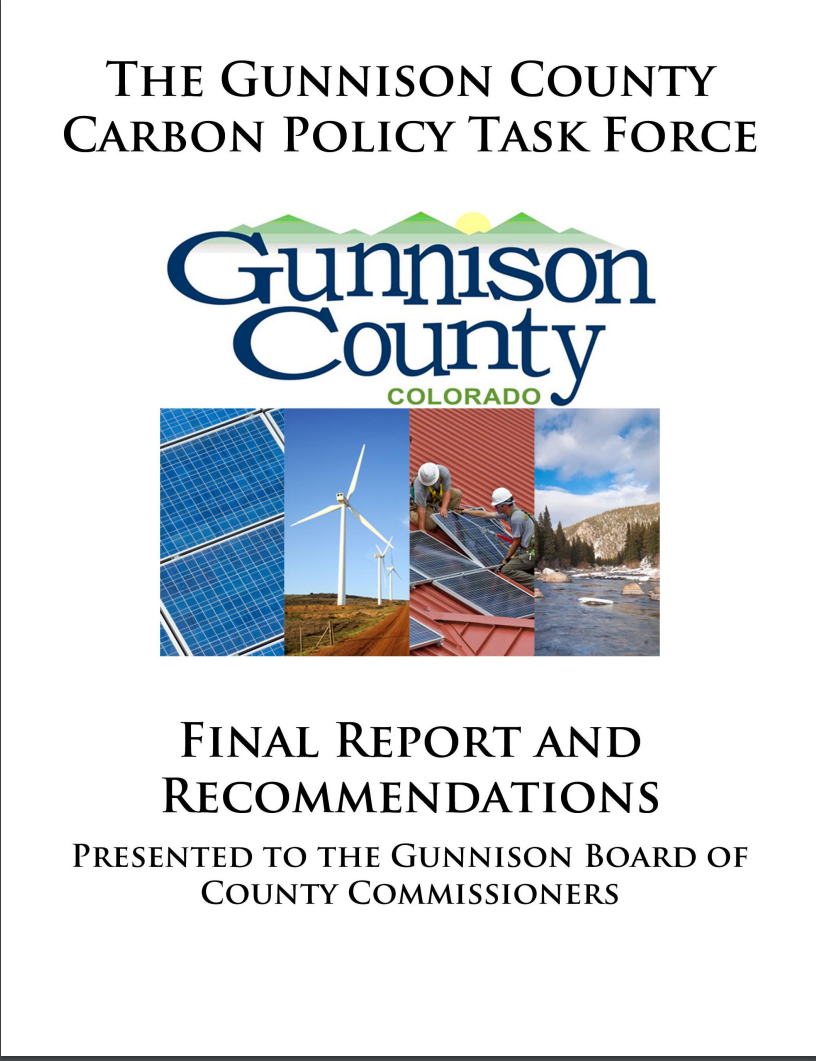 The Gunnison County
Carbon Policy Task Force
Gunnison
County
COLORADO
Final Report and
Recommendations
Presented to the Gunnison Board of
County Commissioners